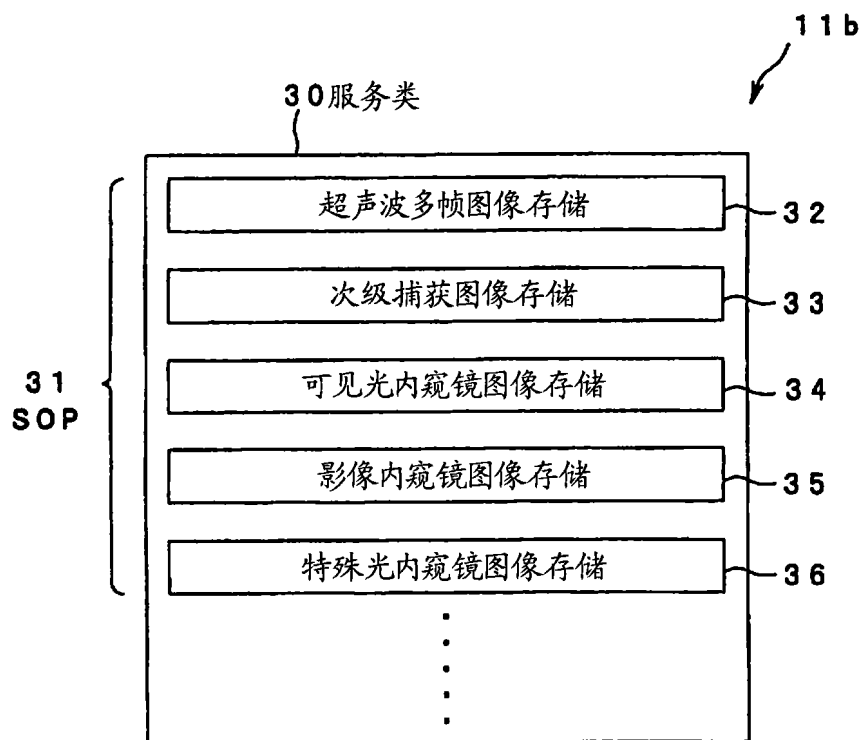 11b
30服务类
超声波多帧图像存储
32
次级捕获图像存储
33
31
SOP
可见光内窥镜图像存储
34
影像内窥镜图像存储
35
特殊光内窥镜图像存储
36